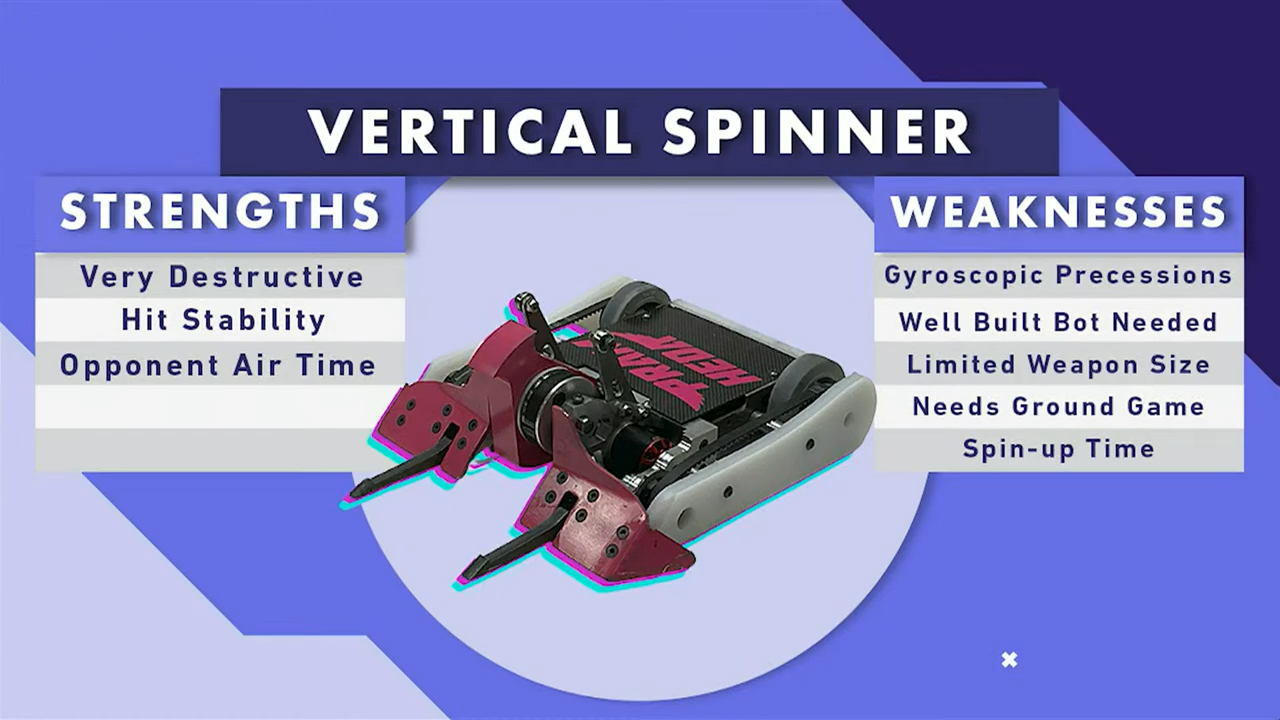 VERTICAL SPINNER
STRENGTHS
Very Destructive
Hit Stability
Opponent Air Time
WEAKNESSES
Gyroscopic Precessions
Well Built Bot Needed
Limited Weapon Size
Needs Ground Game
Spin-up Time